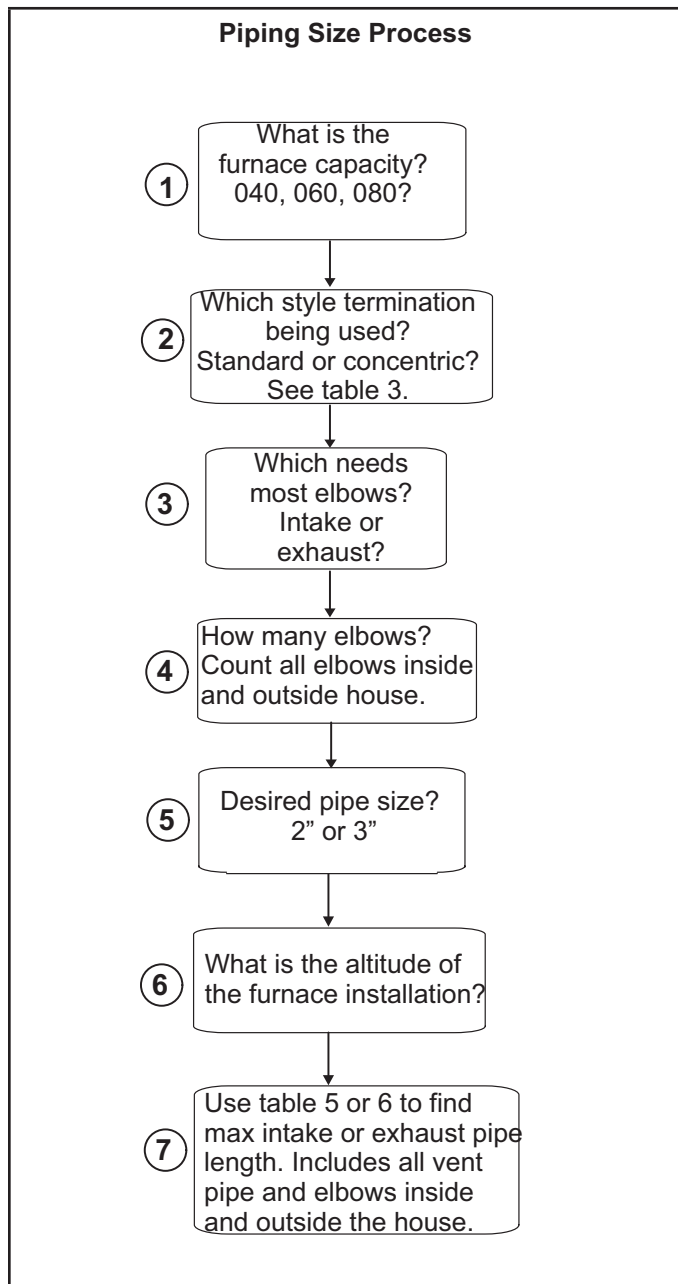 Piping Size Process
1
What is the
furnace capacity?
040, 060, 080?
2
Which style termination
being used?
Standard or concentric?
See table 3.
3
Which needs
most elbows?
Intake or
exhaust?
4
How many elbows?
Count all elbows inside
and outside house.
5
Desired pipe size?
2” or 3”
6
What is the altitude of
the furnace installation?
7
Use table 5 or 6 to find
max intake or exhaust pipe
length. Includes all vent
pipe and elbows inside
and outside the house.